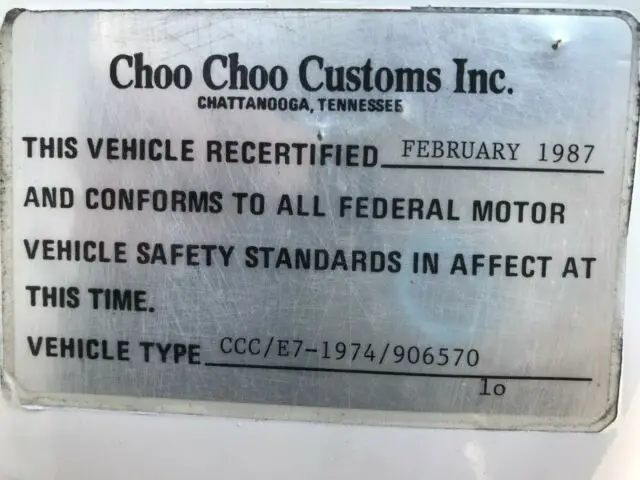 Choo Choo Customs Inc.
CHATTANOOGA, TENNESSEE
THIS VEHICLE RECERTIFIED FEBRUARY 1987
AND CONFORMS TO ALL FEDERAL MOTOR
VEHICLE SAFETY STANDARDS IN AFFECT AT
THIS TIME.
VEHICLE TYPE CCC/E7-1974/906570
lo